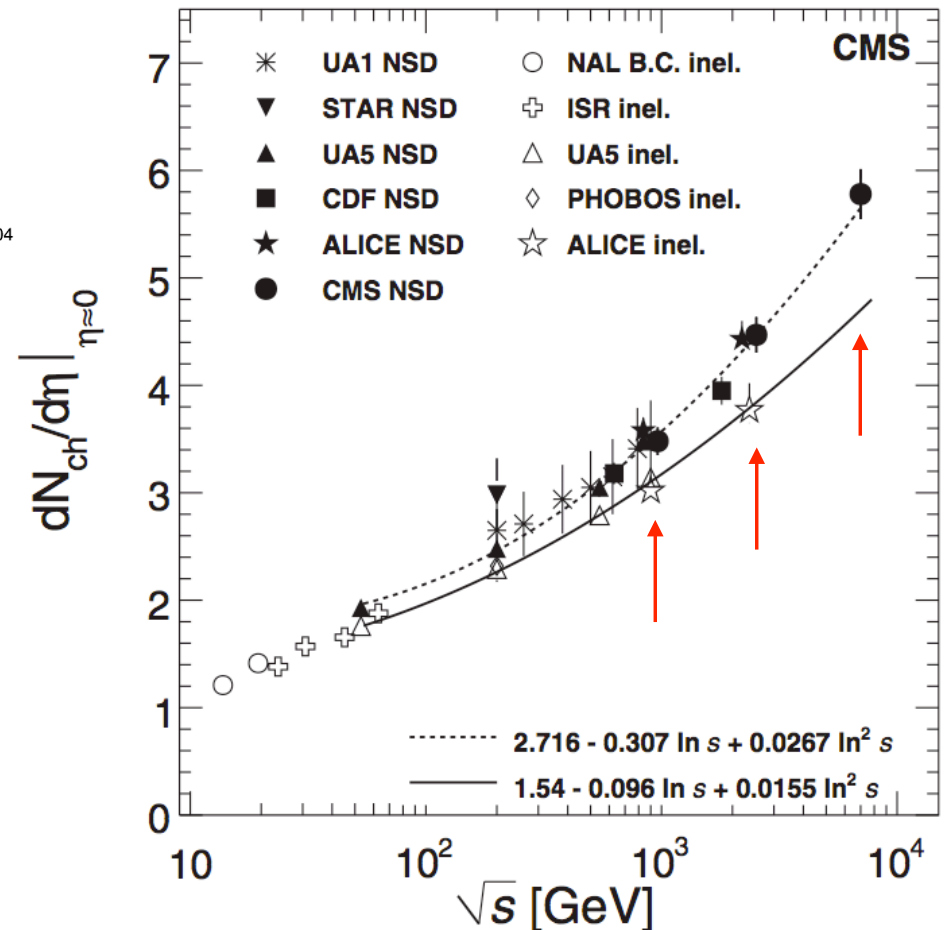 CMS
7
6
5
4
3
2
1
0
UA1 NSD
STAR NSD
UA5 NSD
CDF NSD
ALICE NSD
CMS NSD
NAL B.C. inel.
ISR inel.
UA5 inel.
PHOBOS inel.
ALICE inel.
04
dN_ch/dη|_η≈0
2.716 - 0.307 ln s + 0.0267 ln² s
1.54 - 0.096 ln s + 0.0155 ln² s
10 10² 10³ 10⁴
√s [GeV]